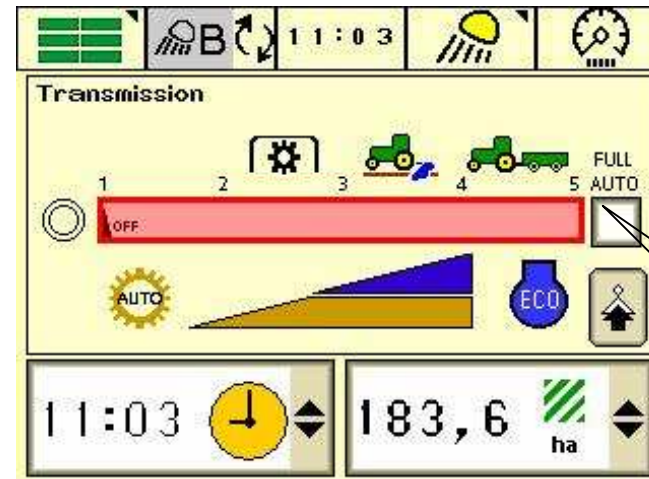 B 11:03
Transmission
FULL
AUTO
1 2 3 4 5
OFF
AUTO
ECO
11:03
183,6
ha